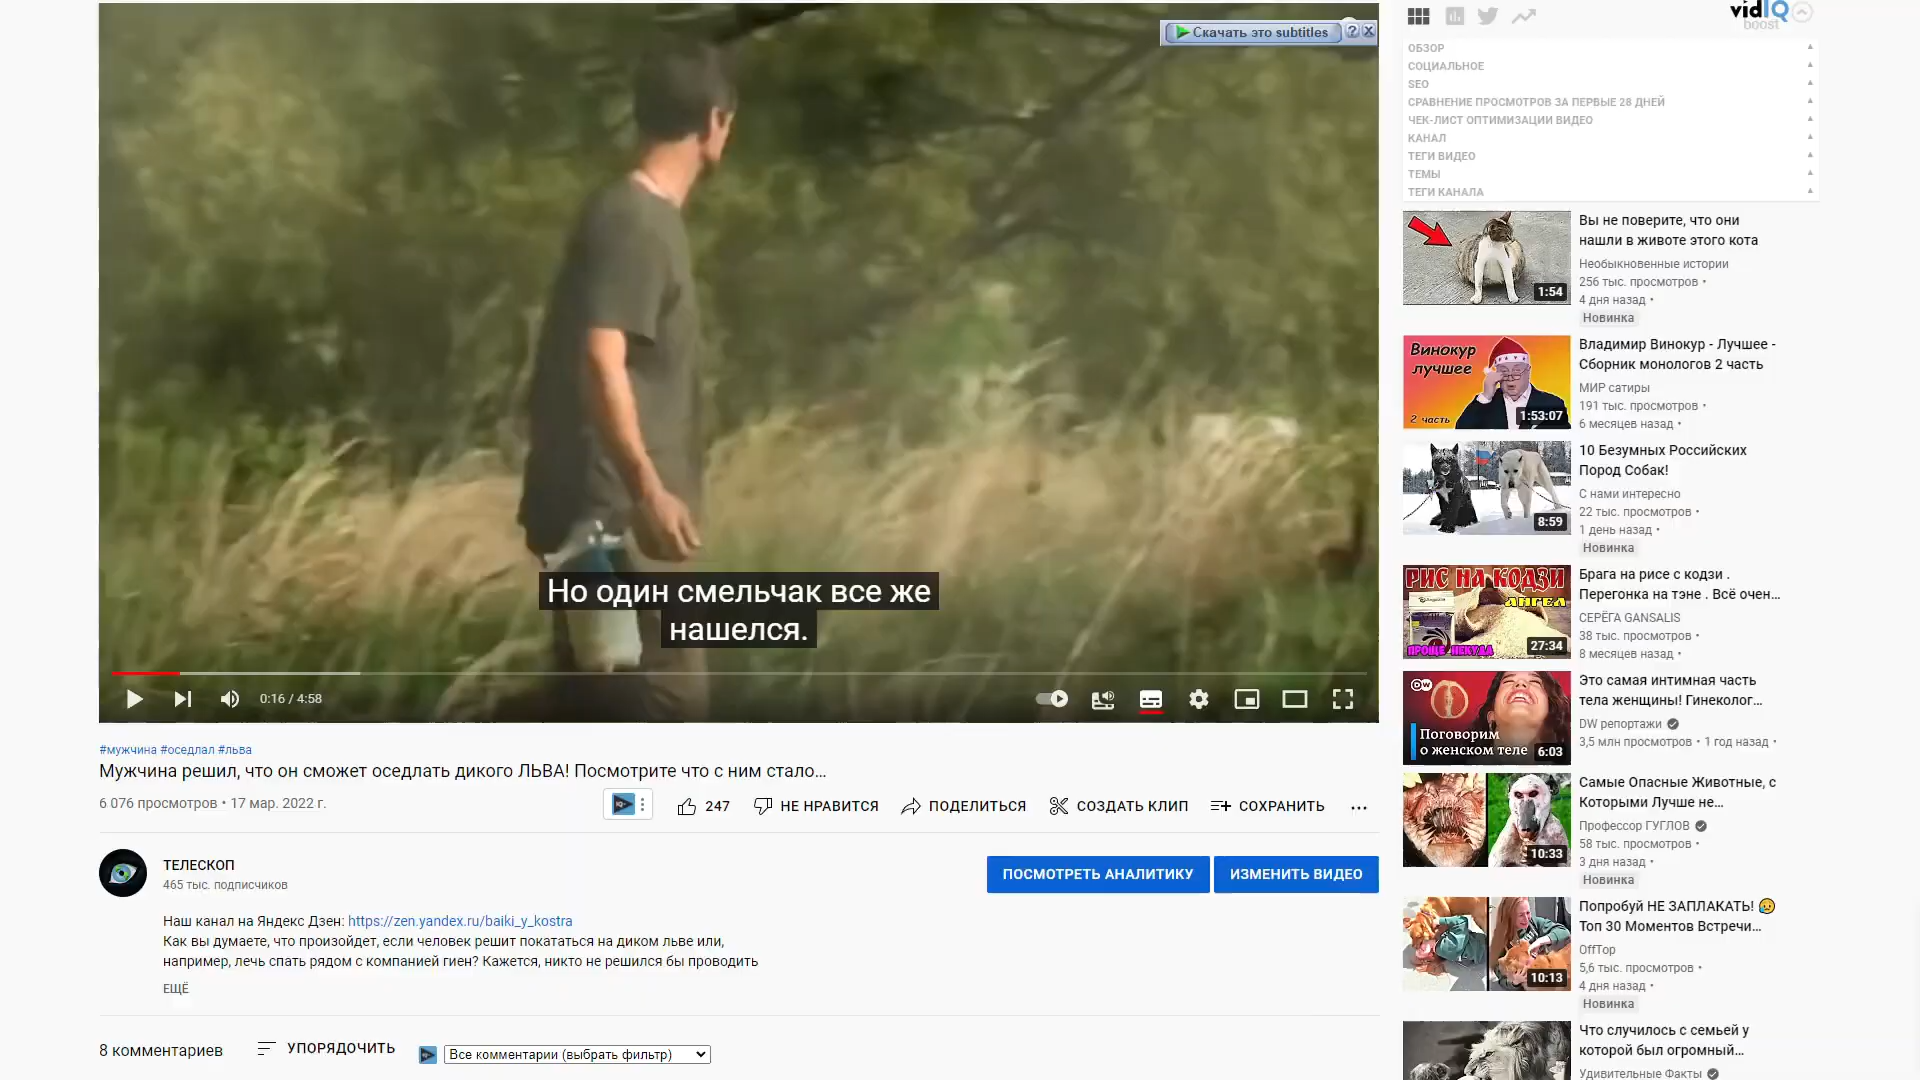 Скачать это subtitles
Но один смельчак все же
нашелся.
0:16 / 4:58
#мужчина #оседлал #льва
Мужчина решил, что он сможет оседлать дикого ЛЬВА! Посмотрите что с ним стало...
6 076 просмотров • 17 мар. 2022 г.
247
НЕ НРАВИТСЯ
ПОДЕЛИТЬСЯ
СОЗДАТЬ КЛИП
СОХРАНИТЬ
ТЕЛЕСКОП
465 тыс. подписчиков
ПОСМОТРЕТЬ АНАЛИТИКУ
ИЗМЕНИТЬ ВИДЕО
Наш канал на Яндекс Дзен: https://zen.yandex.ru/baiki_y_kostra
Как вы думаете, что произойдет, если человек решит покататься на диком льве или,
например, лечь спать рядом с компанией гиен? Кажется, никто не решился бы проводить
ЕЩЁ
8 комментариев
УПОРЯДОЧИТЬ
Все комментарии (выбрать фильтр)
vidIQ
boost
ОБЗОР
СОЦИАЛЬНОЕ
SEO
СРАВНЕНИЕ ПРОСМОТРОВ ЗА ПЕРВЫЕ 28 ДНЕЙ
ЧЕК-ЛИСТ ОПТИМИЗАЦИИ ВИДЕО
КАНАЛ
ТЕГИ ВИДЕО
ТЕМЫ
ТЕГИ КАНАЛА
1:54
Вы не поверите, что они
нашли в животе этого кота
Необыкновенные истории
256 тыс. просмотров •
4 дня назад •
Новинка
Винокур
лучшее
2 часть
1:53:07
Владимир Винокур - Лучшее -
Сборник монологов 2 часть
МИР сатиры
191 тыс. просмотров •
6 месяцев назад •
8:59
10 Безумных Российских
Пород Собак!
С нами интересно
22 тыс. просмотров •
1 день назад •
Новинка
РИС НА КОДЗИ
АНГЕЛ
ПРОЩЕ НЕКУДА
27:34
Брага на рисе с кодзи .
Перегонка на тэне . Всё очен...
СЕРЁГА GANSALIS
38 тыс. просмотров •
8 месяцев назад •
DW
Поговорим
о женском теле
6:03
Это самая интимная часть
тела женщины! Гинеколог...
DW репортажи
3,5 млн просмотров • 1 год назад •
10:33
Самые Опасные Животные, с
Которыми Лучше не...
Профессор ГУГЛОВ
58 тыс. просмотров •
3 дня назад •
Новинка
10:13
Попробуй НЕ ЗАПЛАКАТЬ! 😥
Топ 30 Моментов Встречи...
OffTop
5,6 тыс. просмотров •
4 дня назад •
Новинка
Что случилось с семьей у
которой был огромный...
Удивительные Факты